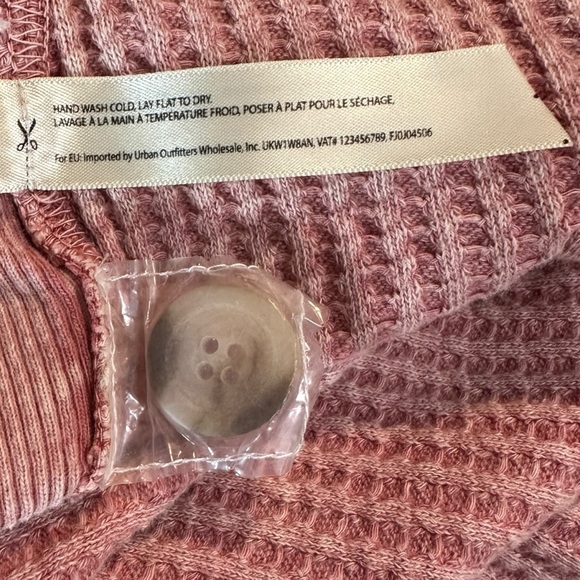 HAND WASH COLD, LAY FLAT TO DRY.
LAVAGE À LA MAIN À TEMPÉRATURE FROID, POSER À PLAT POUR LE SÉCHAGE,
For EU: Imported by Urban Outfitters Wholesale, Inc. UKW1W8AN, VAT# 123456789, FJ0J04506